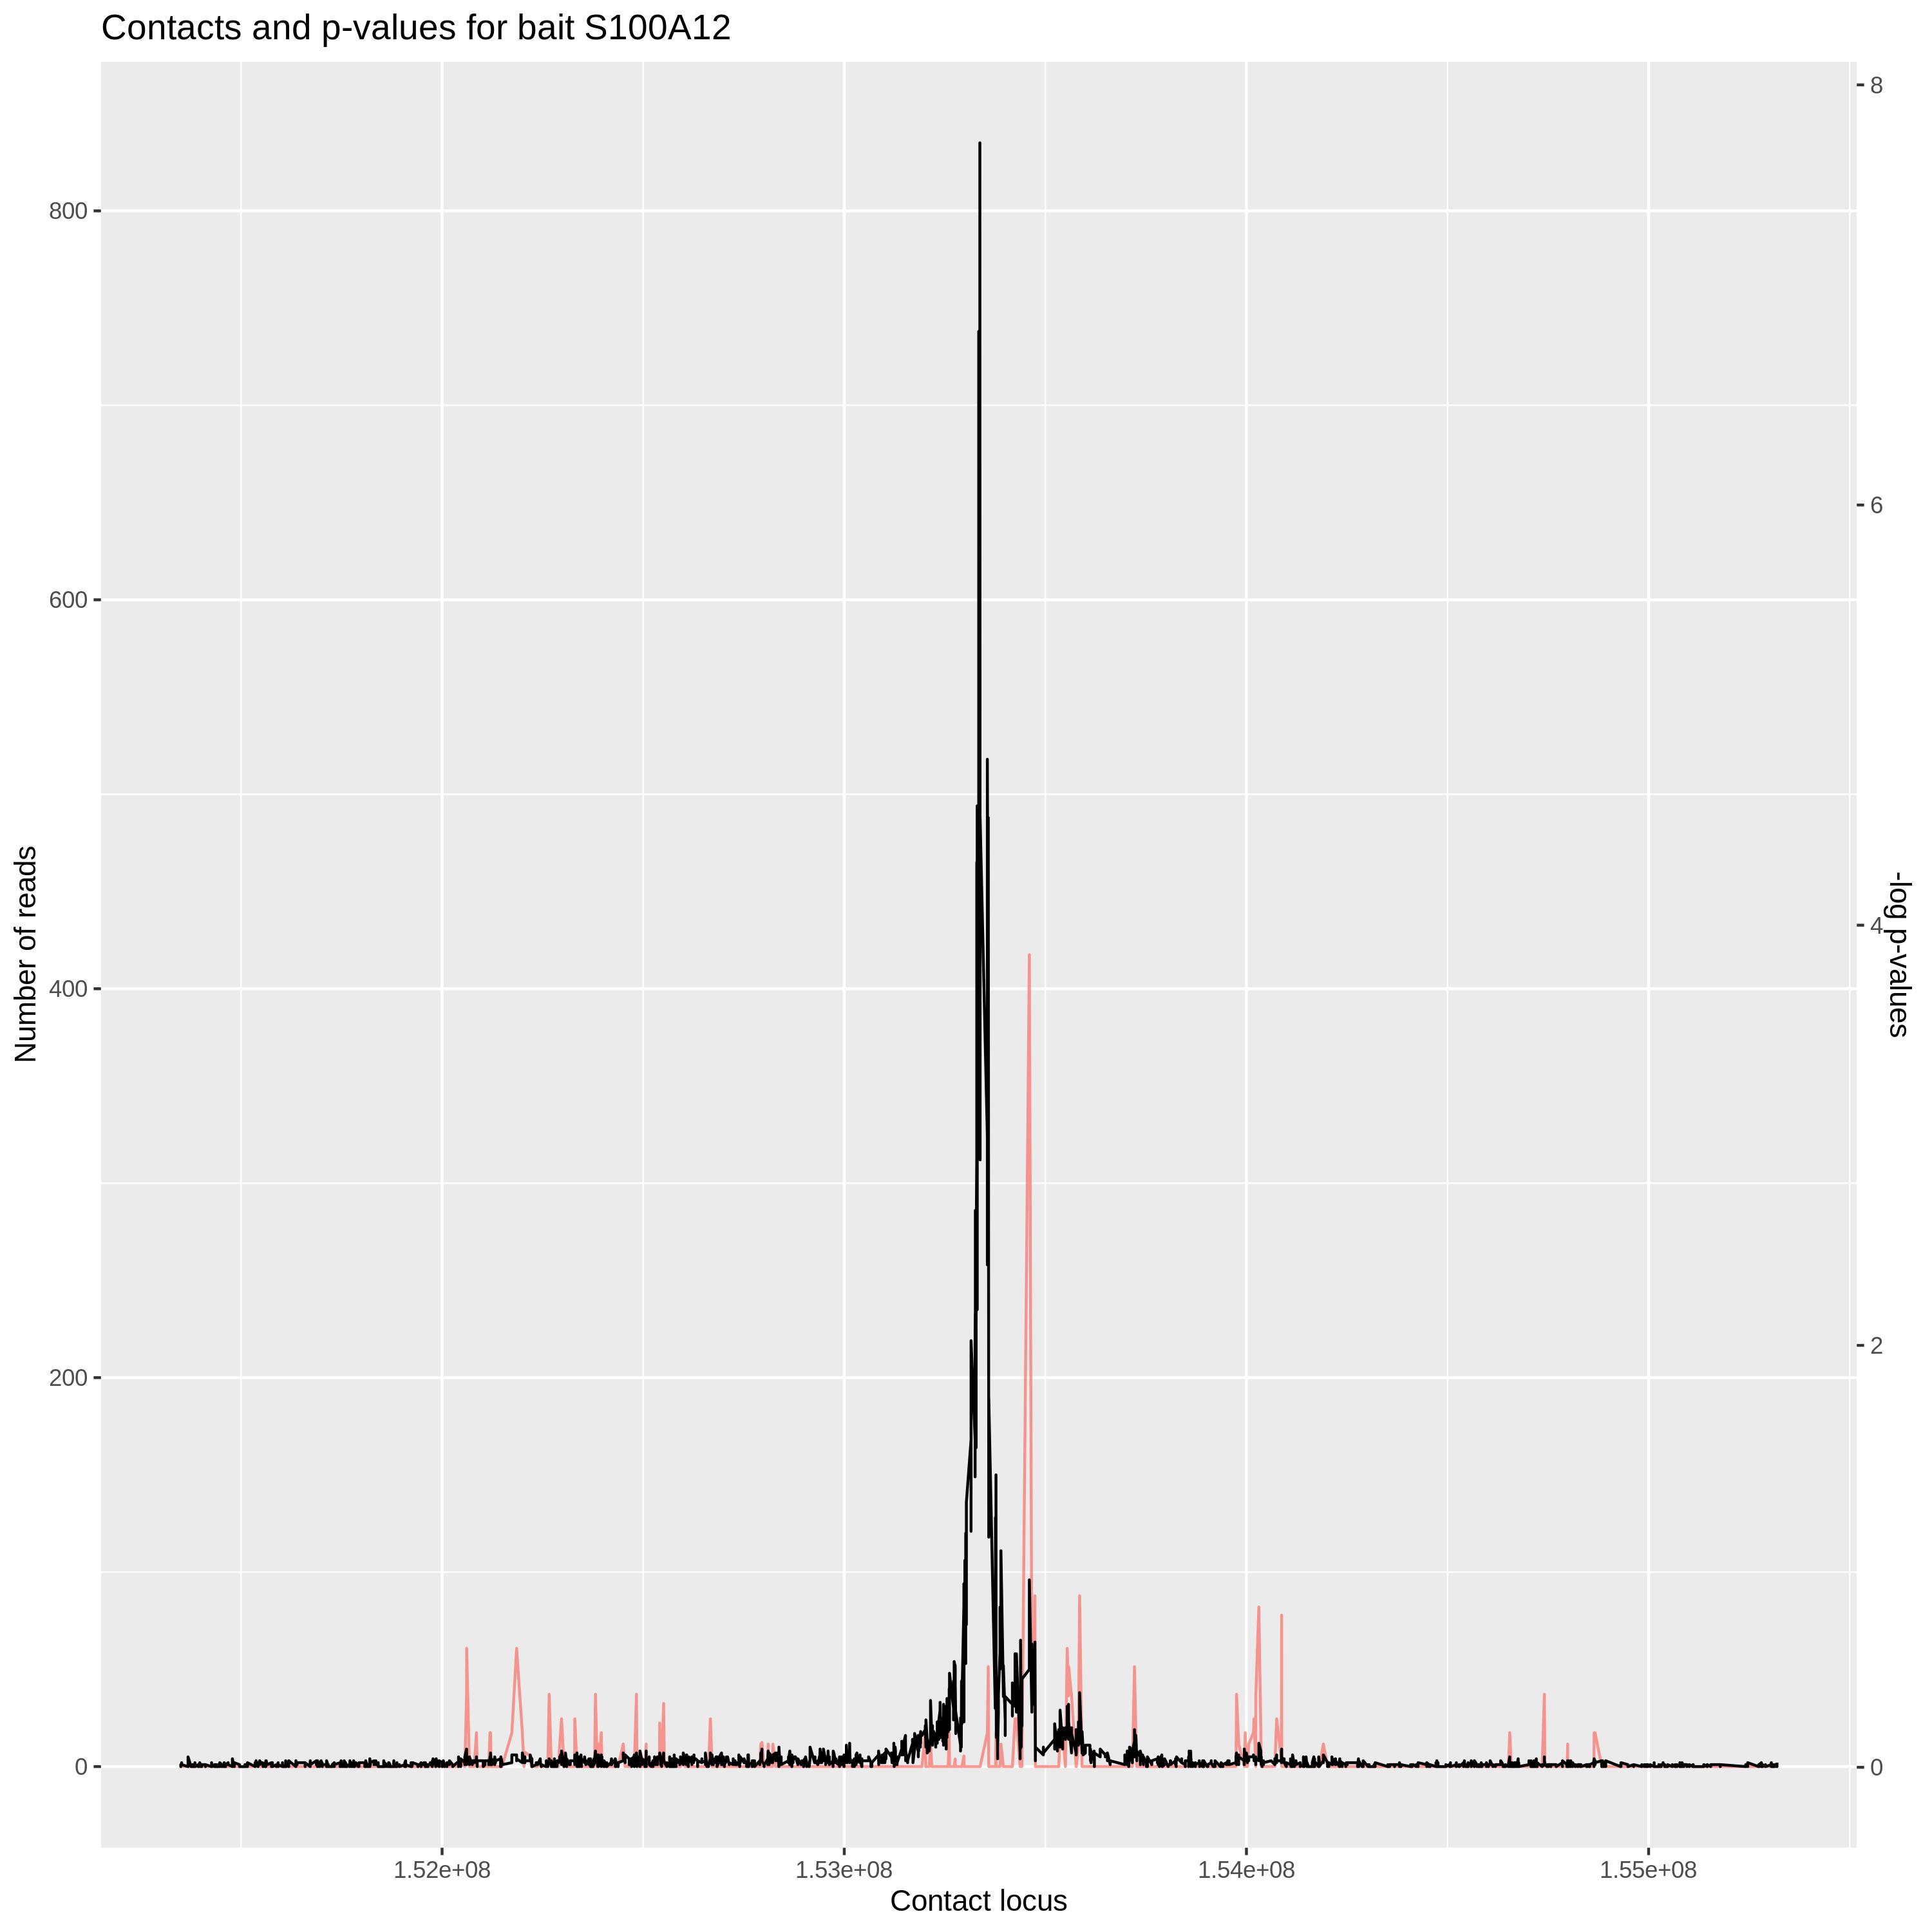 Contacts and p-values for bait S100A12
8
800
6
600
Number of reads
-log p-values
4
400
2
200
0
0
1.52e+08
1.53e+08
1.54e+08
1.55e+08
Contact locus